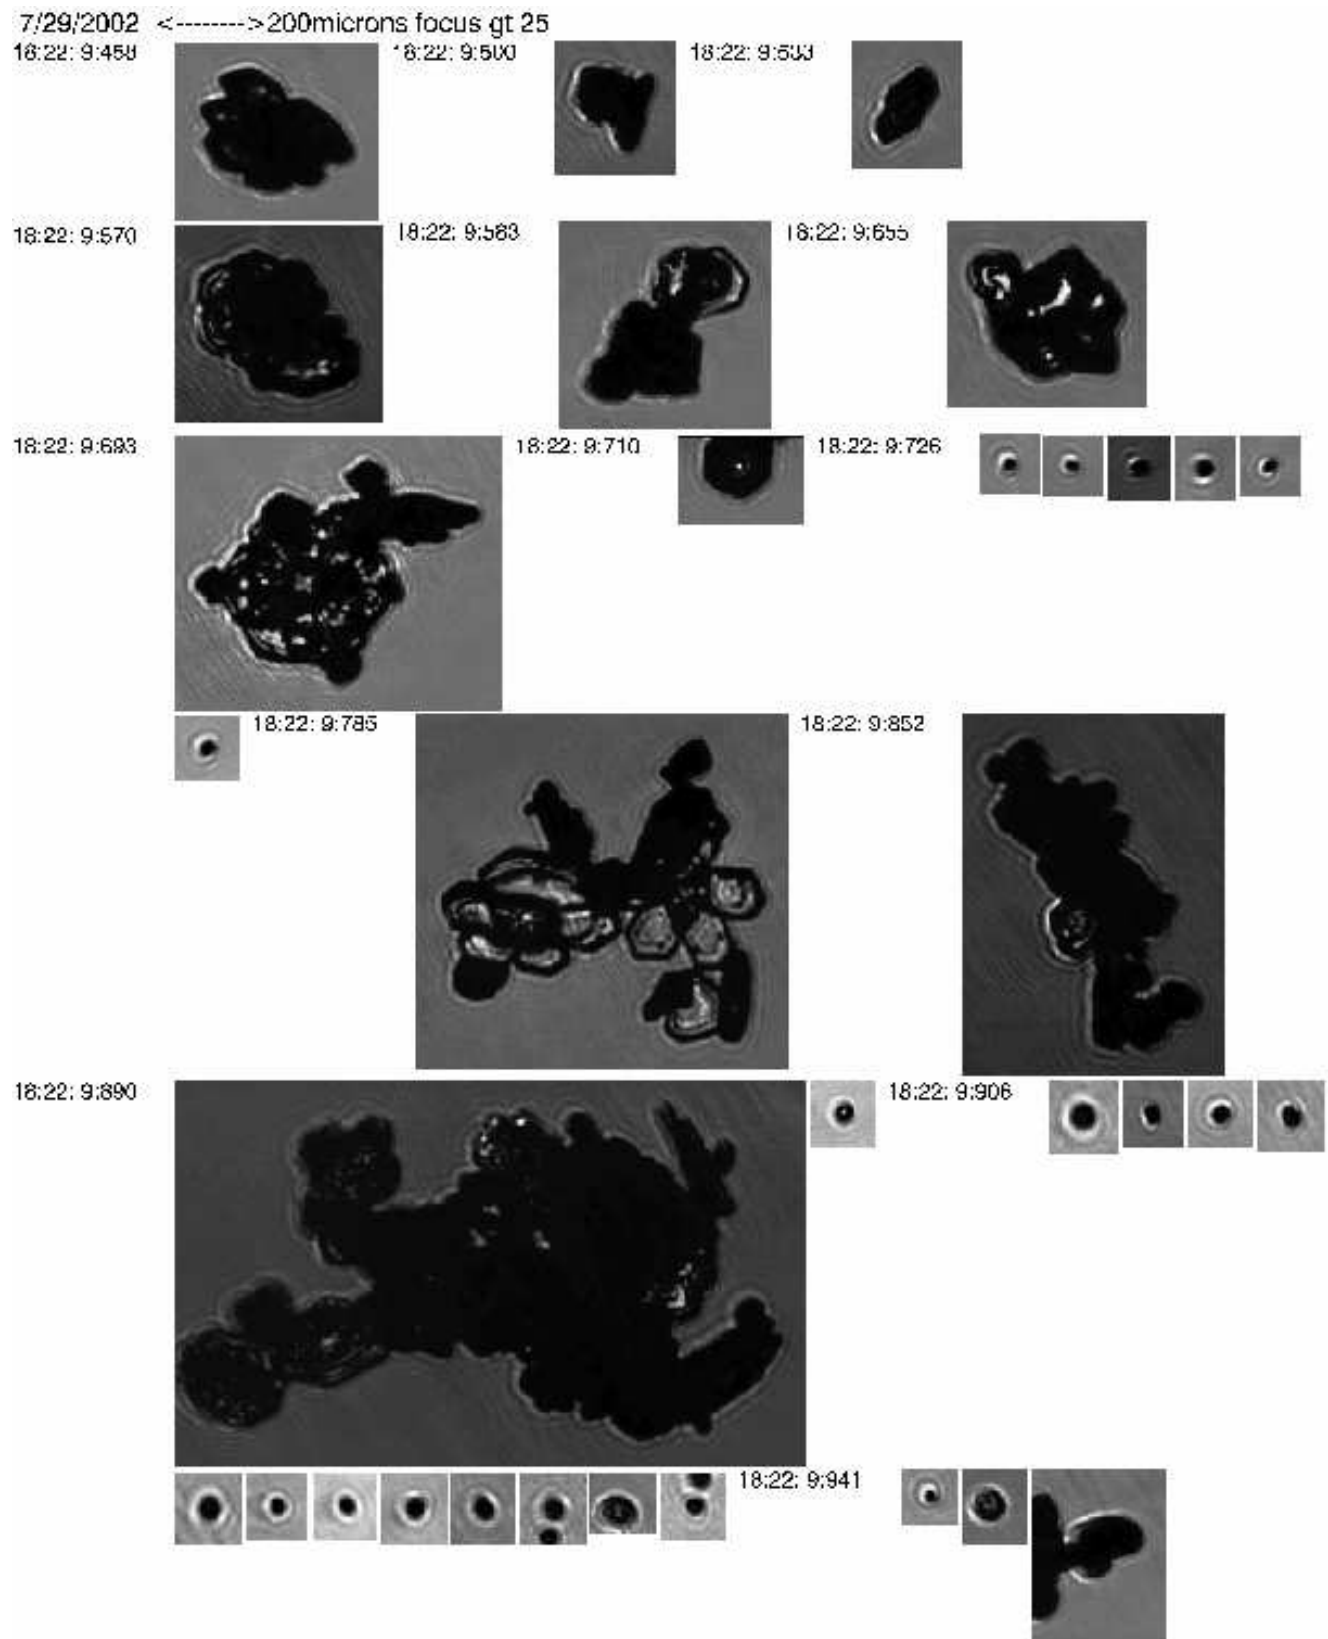 7/29/2002 <-------->200microns focus gt 25
18:22: 9:458 18:22: 9:500 18:22: 9:533
18:22: 9:570 18:22: 9:583 18:22: 9:655
18:22: 9:693 18:22: 9:710 18:22: 9:726
18:22: 9:785 18:22: 9:852
18:22: 9:890 18:22: 9:906
18:22: 9:941